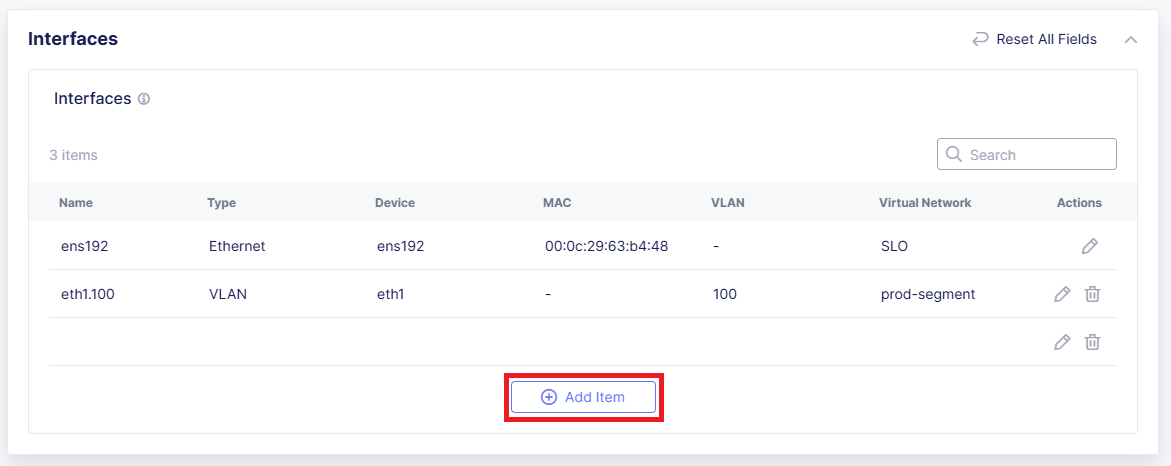 Interfaces
Reset All Fields
Interfaces
3 items
Search
Name Type Device MAC VLAN Virtual Network Actions
ens192 Ethernet ens192 00:0c:29:63:b4:48 - SLO
eth1.100 VLAN eth1 - 100 prod-segment
Add Item